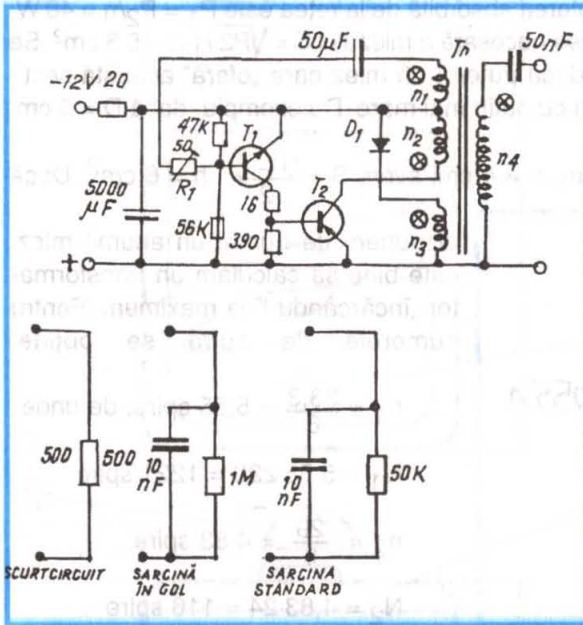 50µF
Tr
50nF
-12V 20
n1
47K
T1
D1
n2
50
n4
R1
T2
5000
µF
16
56K
390
n3
+
500
500
10
nF
1M
10
nF
50K
SCURTCIRCUIT
SARCINĂ
ÎN GOL
SARCINA
STANDARD